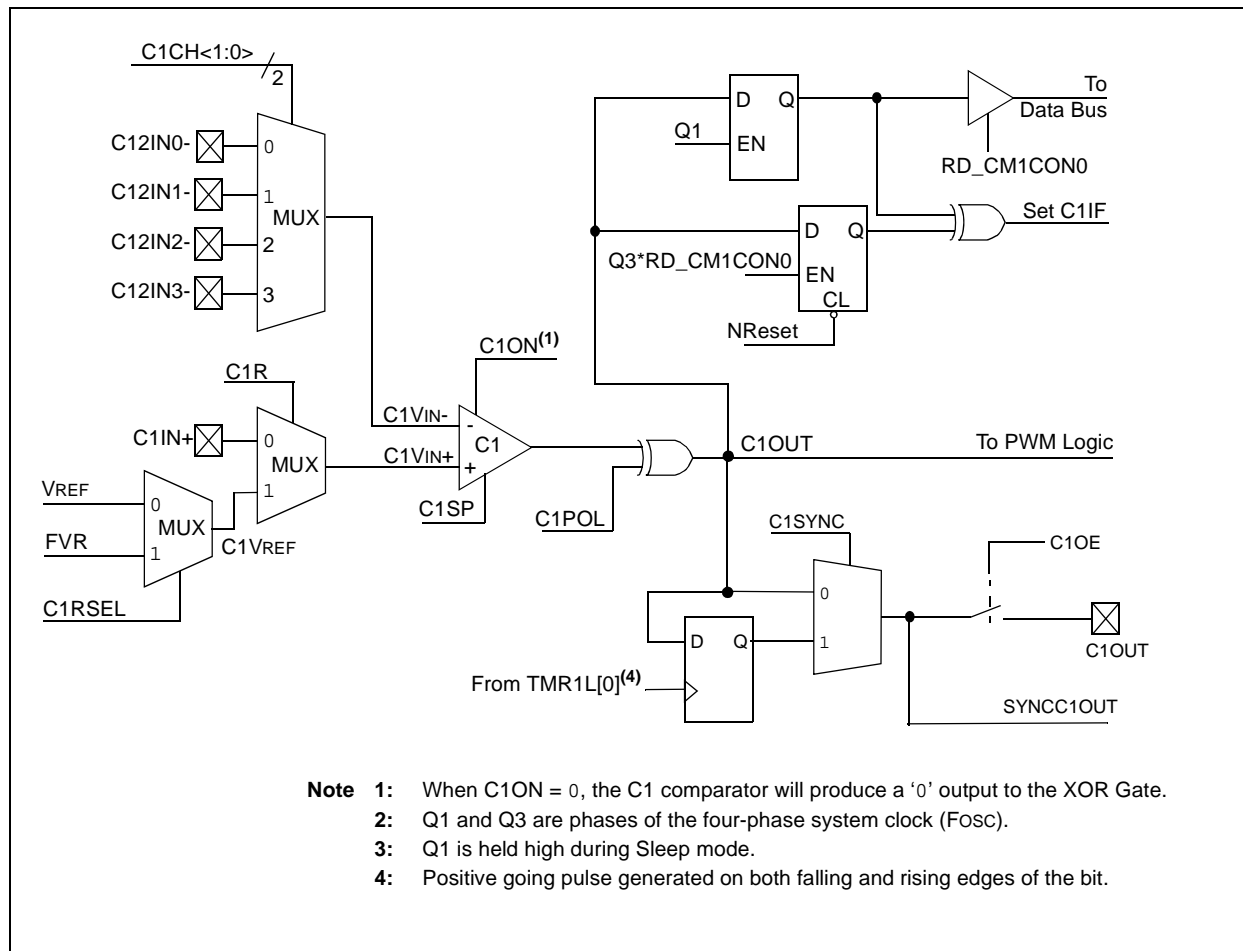 C1CH<1:0>
2
C12IN0-
0
C12IN1-
1
MUX
C12IN2-
2
C12IN3-
3
D Q
Q1
EN
To
Data Bus
RD_CM1CON0
D Q
Q3*RD_CM1CON0
EN
CL
NReset
Set C1IF
C1R
C1IN+
0
MUX
1
VREF
0
MUX
FVR
1
C1VREF
C1RSEL
C1ON(1)
C1VIN-
-
C1
C1VIN+
+
C1SP
C1POL
C1OUT
To PWM Logic
C1SYNC
C1OE
0
D Q
1
From TMR1L[0](4)
C1OUT
SYNCC1OUT
Note 1: When C1ON = 0, the C1 comparator will produce a ‘0’ output to the XOR Gate.
2: Q1 and Q3 are phases of the four-phase system clock (FOSC).
3: Q1 is held high during Sleep mode.
4: Positive going pulse generated on both falling and rising edges of the bit.